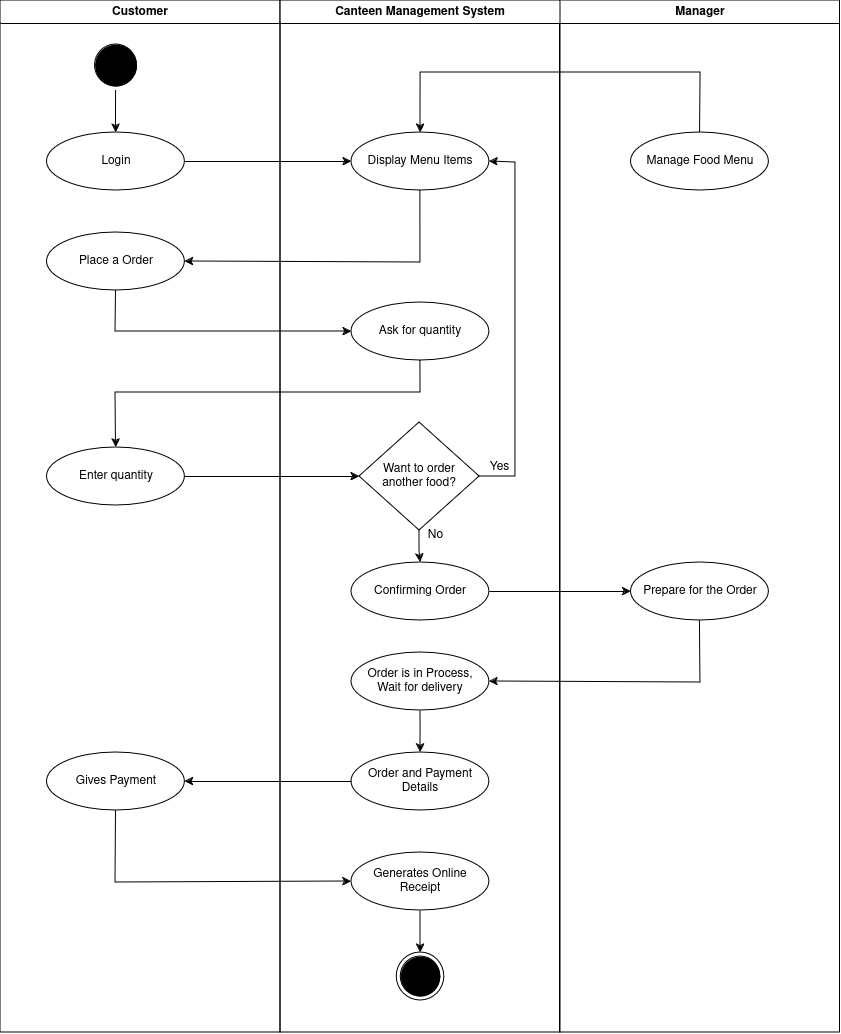 Customer
Canteen Management System
Manager
Login
Display Menu Items
Manage Food Menu
Place a Order
Ask for quantity
Enter quantity
Want to order
another food?
Yes
No
Confirming Order
Prepare for the Order
Order is in Process,
Wait for delivery
Gives Payment
Order and Payment
Details
Generates Online
Receipt